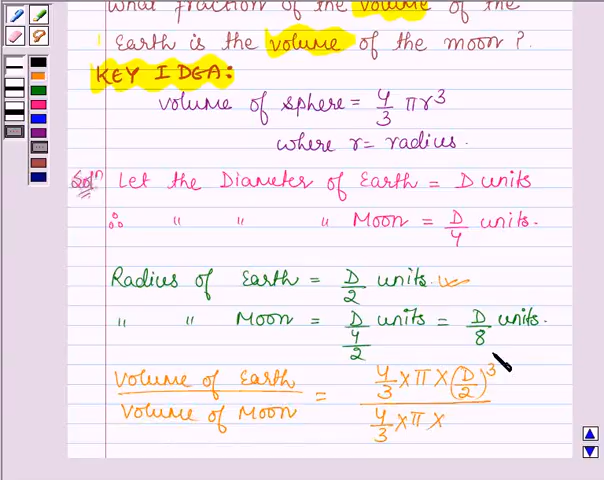 What fraction of the volume of the
Earth is the volume of the moon?
KEY IDEA:
Volume of sphere = 4/3 πr³
where r = radius.
Solⁿ Let the Diameter of Earth = D units
∴ " " " Moon = D/4 units.
Radius of Earth = D/2 units.
" " Moon = D/4/2 units = D/8 units.
Volume of Earth / Volume of Moon = 4/3 × π × (D/2)³ / 4/3 × π ×